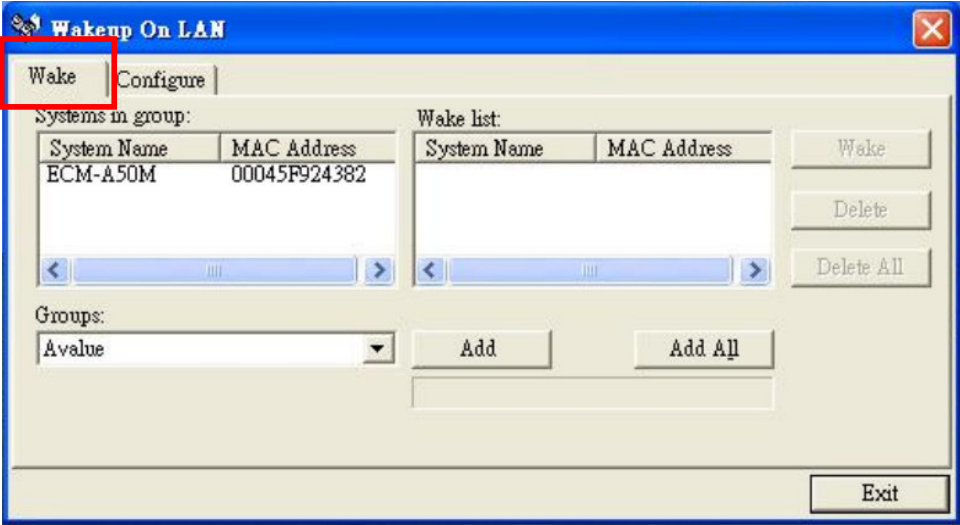 Wakeup On LAN
Wake Configure
Systems in group:
System Name MAC Address
ECM-A50M 00045F924382
Wake list:
System Name MAC Address
Wake
Delete
Delete All
Groups:
Avalue
Add Add All
Exit